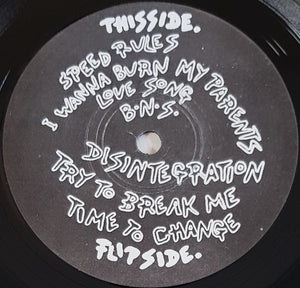 THISSIDE.
SPEED RULES
I WANNA BURN MY PARENTS
LOVE SONG
B·N·S.
DISINTEGRATION
TRY TO BREAK ME
TIME TO CHANGE
FLIPSIDE.